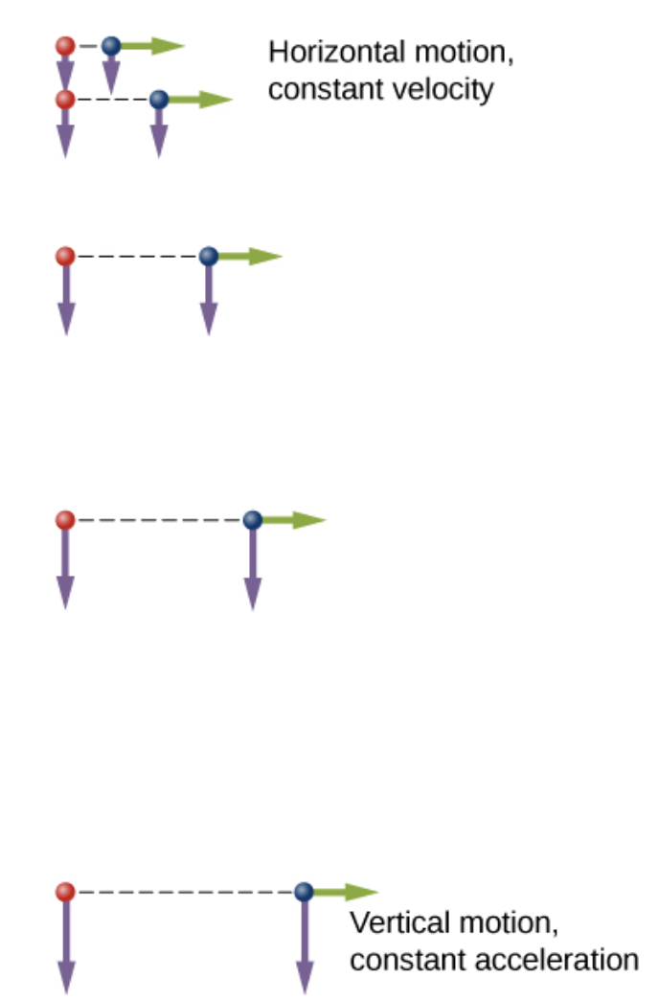 Horizontal motion,
constant velocity
Vertical motion,
constant acceleration